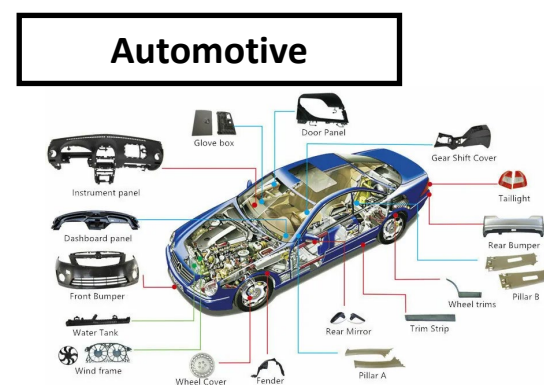 Automotive
Door Panel
Glove box
Gear Shift Cover
Instrument panel
Taillight
Dashboard panel
Rear Bumper
Front Bumper
Pillar B
Wheel trims
Water Tank
Rear Mirror
Trim Strip
Wind frame
Wheel Cover
Fender
Pillar A